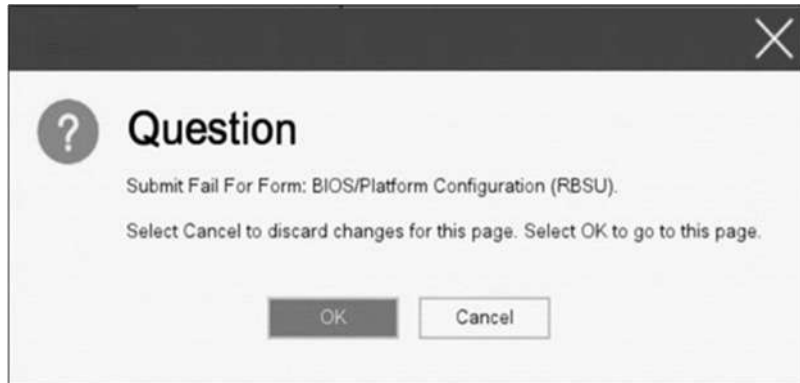 Question
Submit Fail For Form: BIOS/Platform Configuration (RBSU).
Select Cancel to discard changes for this page. Select OK to go to this page.
OK Cancel